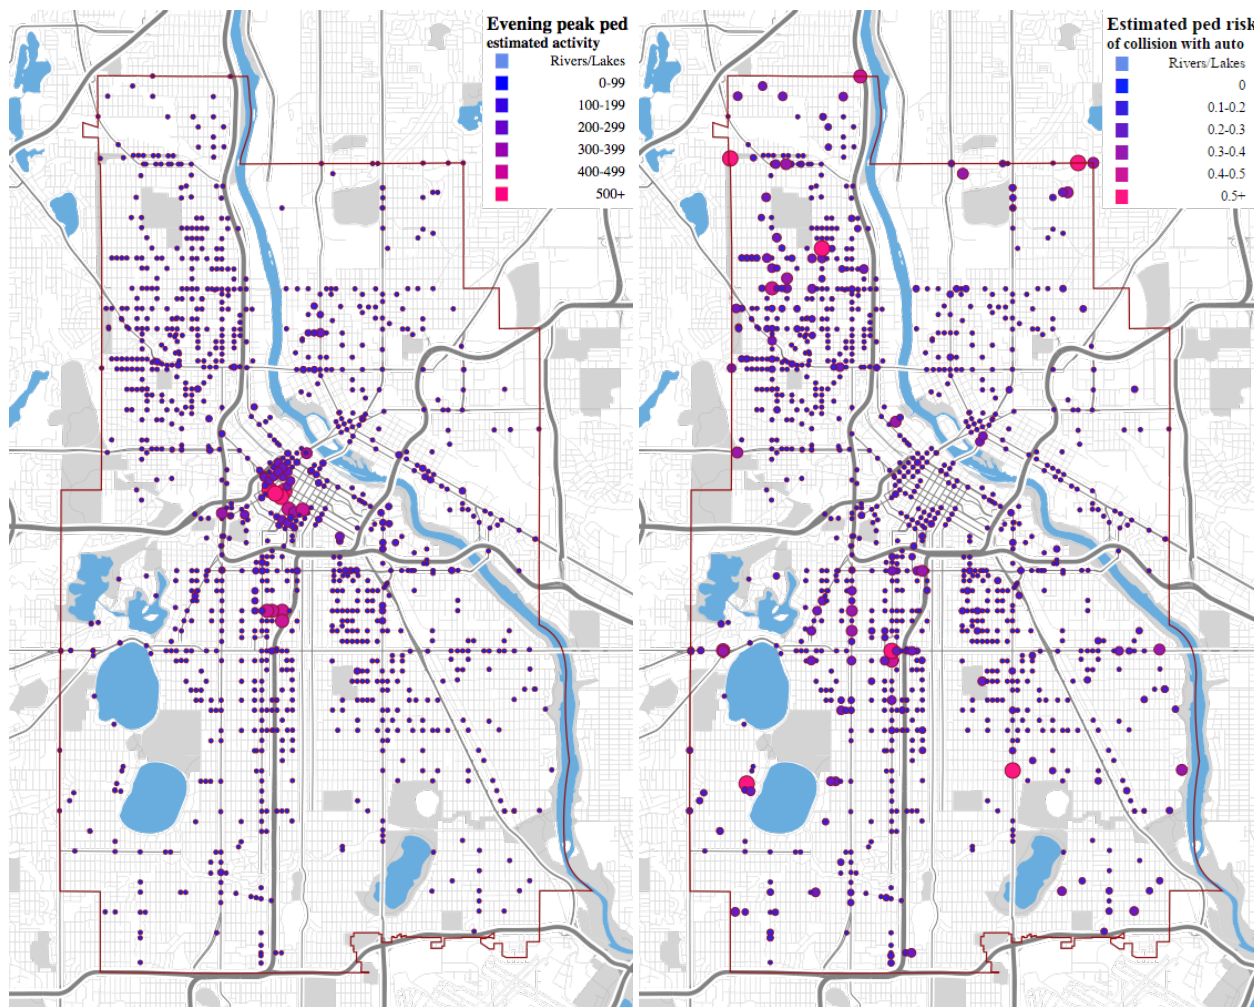 Evening peak ped
estimated activity
Rivers/Lakes
0-99
100-199
200-299
300-399
400-499
500+
Estimated ped risk
of collision with auto
Rivers/Lakes
0
0.1-0.2
0.2-0.3
0.3-0.4
0.4-0.5
0.5+